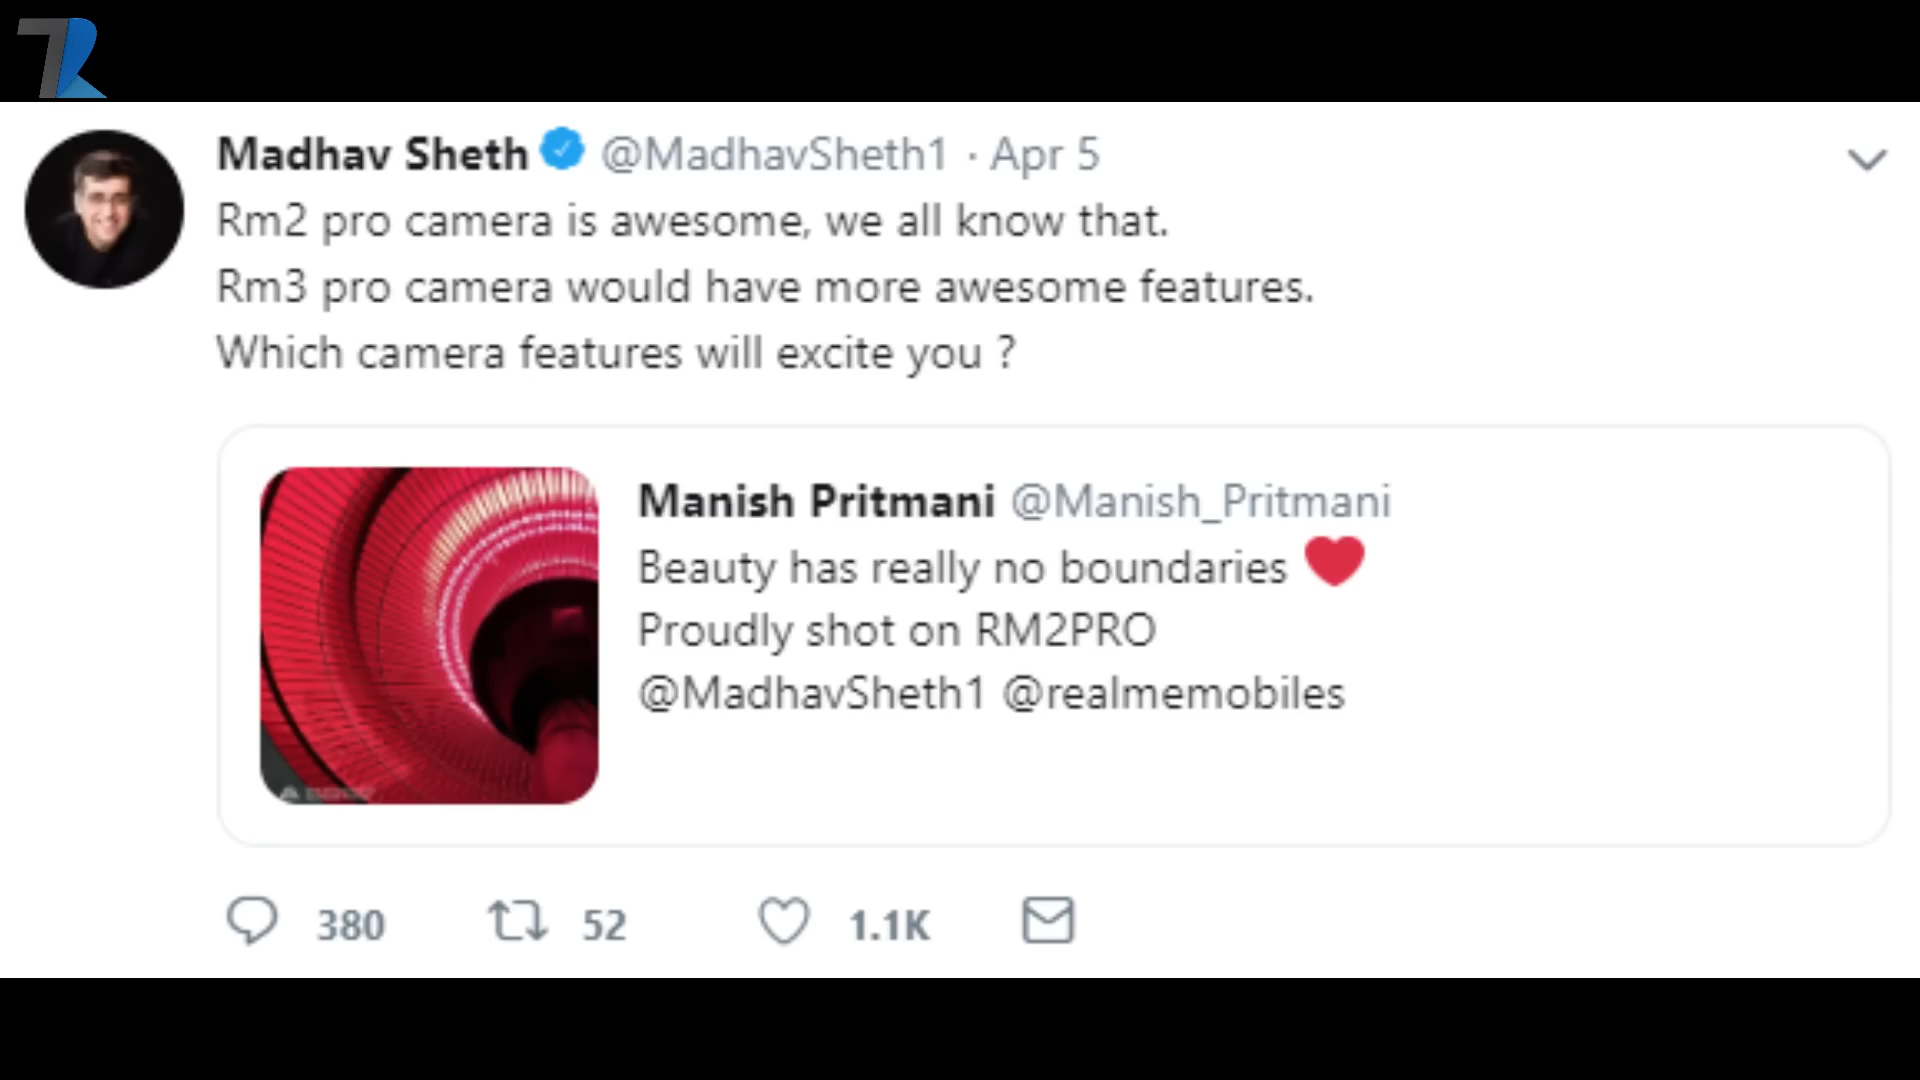 Madhav Sheth @MadhavSheth1 · Apr 5
Rm2 pro camera is awesome, we all know that.
Rm3 pro camera would have more awesome features.
Which camera features will excite you ?
Manish Pritmani @Manish_Pritmani
Beauty has really no boundaries ❤
Proudly shot on RM2PRO
@MadhavSheth1 @realmemobiles
380 52 1.1K